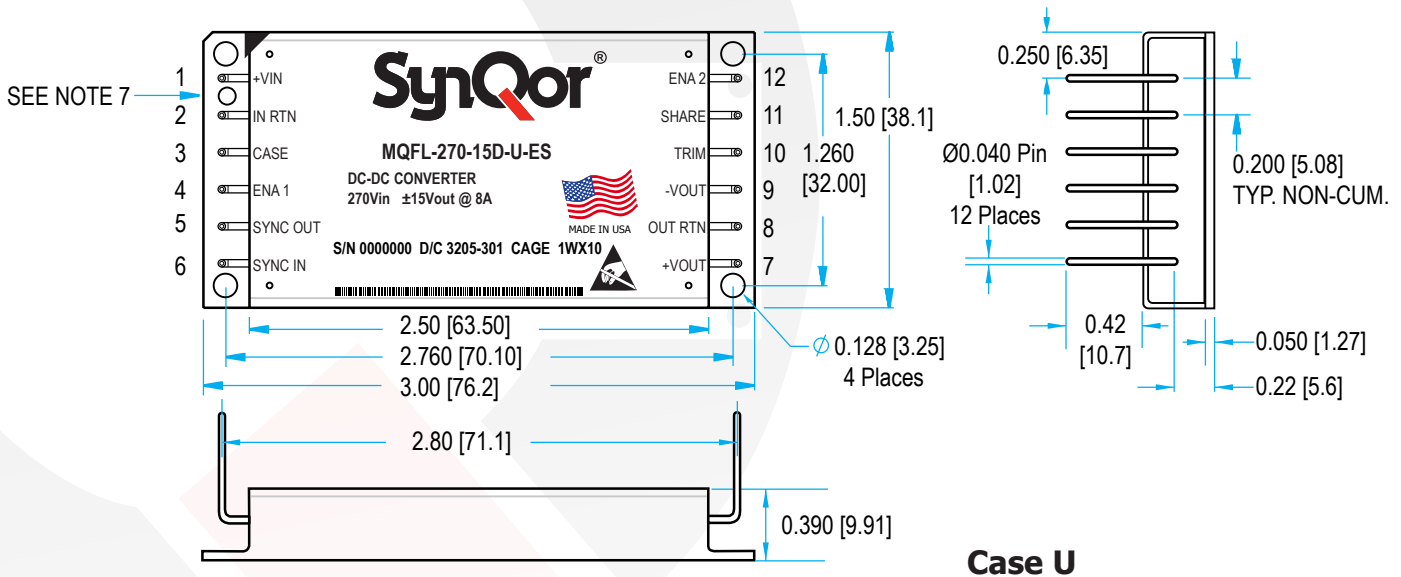 SynQor®
1 +VIN
SEE NOTE 7
2 IN RTN
3 CASE
4 ENA 1
5 SYNC OUT
6 SYNC IN
MQFL-270-15D-U-ES
DC-DC CONVERTER
270Vin ±15Vout @ 8A
MADE IN USA
S/N 0000000 D/C 3205-301 CAGE 1WX10
ENA 2 12
SHARE 11
TRIM 10
-VOUT 9
OUT RTN 8
+VOUT 7
1.50 [38.1]
1.260
[32.00]
2.50 [63.50]
2.760 [70.10]
3.00 [76.2]
Ø 0.128 [3.25]
4 Places
0.250 [6.35]
Ø0.040 Pin
[1.02]
12 Places
0.200 [5.08]
TYP. NON-CUM.
0.42
[10.7]
0.050 [1.27]
0.22 [5.6]
2.80 [71.1]
0.390 [9.91]
Case U